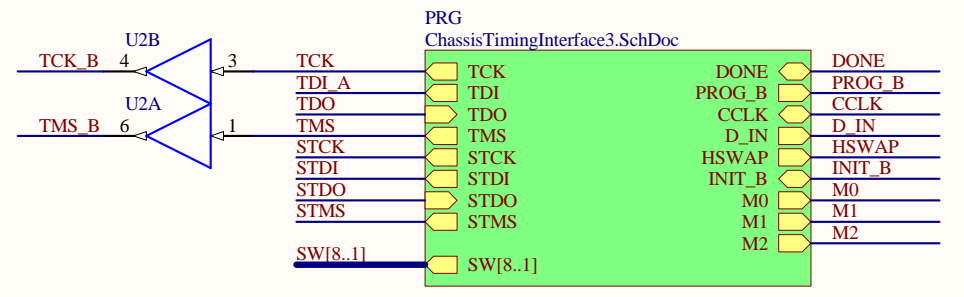 PRG
ChassisTimingInterface3.SchDoc
U2B
TCK_B 4 3 TCK TCK DONE DONE
TDI_A TDI PROG_B PROG_B
U2A
TDO TDO CCLK CCLK
TMS_B 6 1 TMS TMS D_IN D_IN
STCK STCK HSWAP HSWAP
STDI STDI INIT_B INIT_B
STDO STDO M0 M0
STMS STMS M1 M1
M2 M2
SW[8..1] SW[8..1]